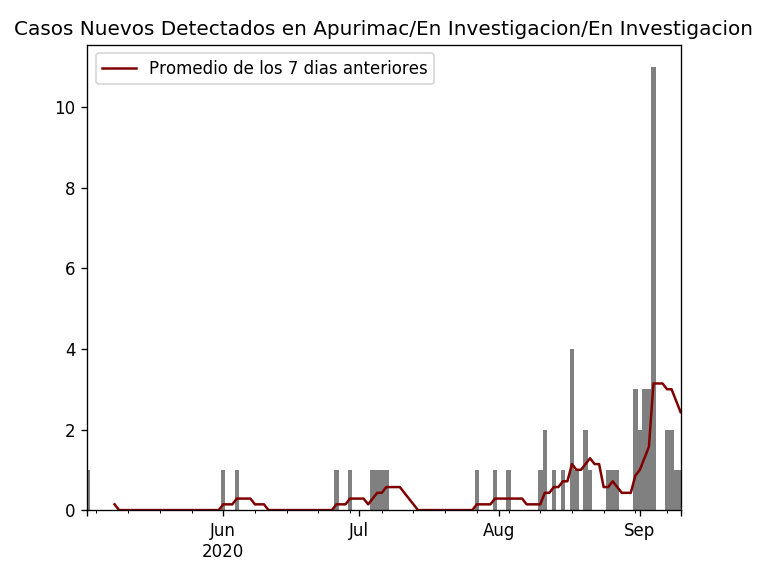 Casos Nuevos Detectados en Apurimac/En Investigacion/En Investigacion
Promedio de los 7 dias anteriores
10
8
6
4
2
0
Jun Jul Aug Sep
2020